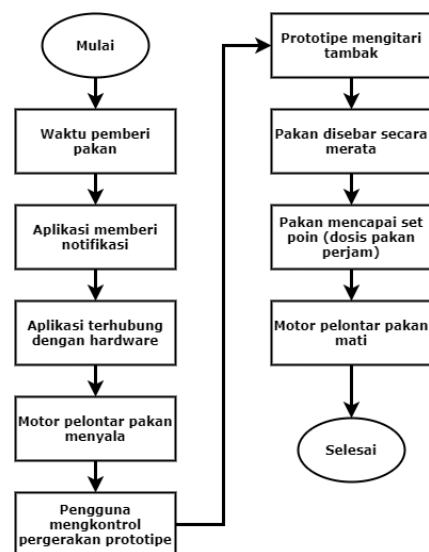 Mulai
Waktu pemberi
pakan
Aplikasi memberi
notifikasi
Aplikasi terhubung
dengan hardware
Motor pelontar pakan
menyala
Pengguna
mengkontrol
pergerakan prototipe
Prototipe mengitari
tambak
Pakan disebar secara
merata
Pakan mencapai set
poin (dosis pakan
perjam)
Motor pelontar pakan
mati
Selesai